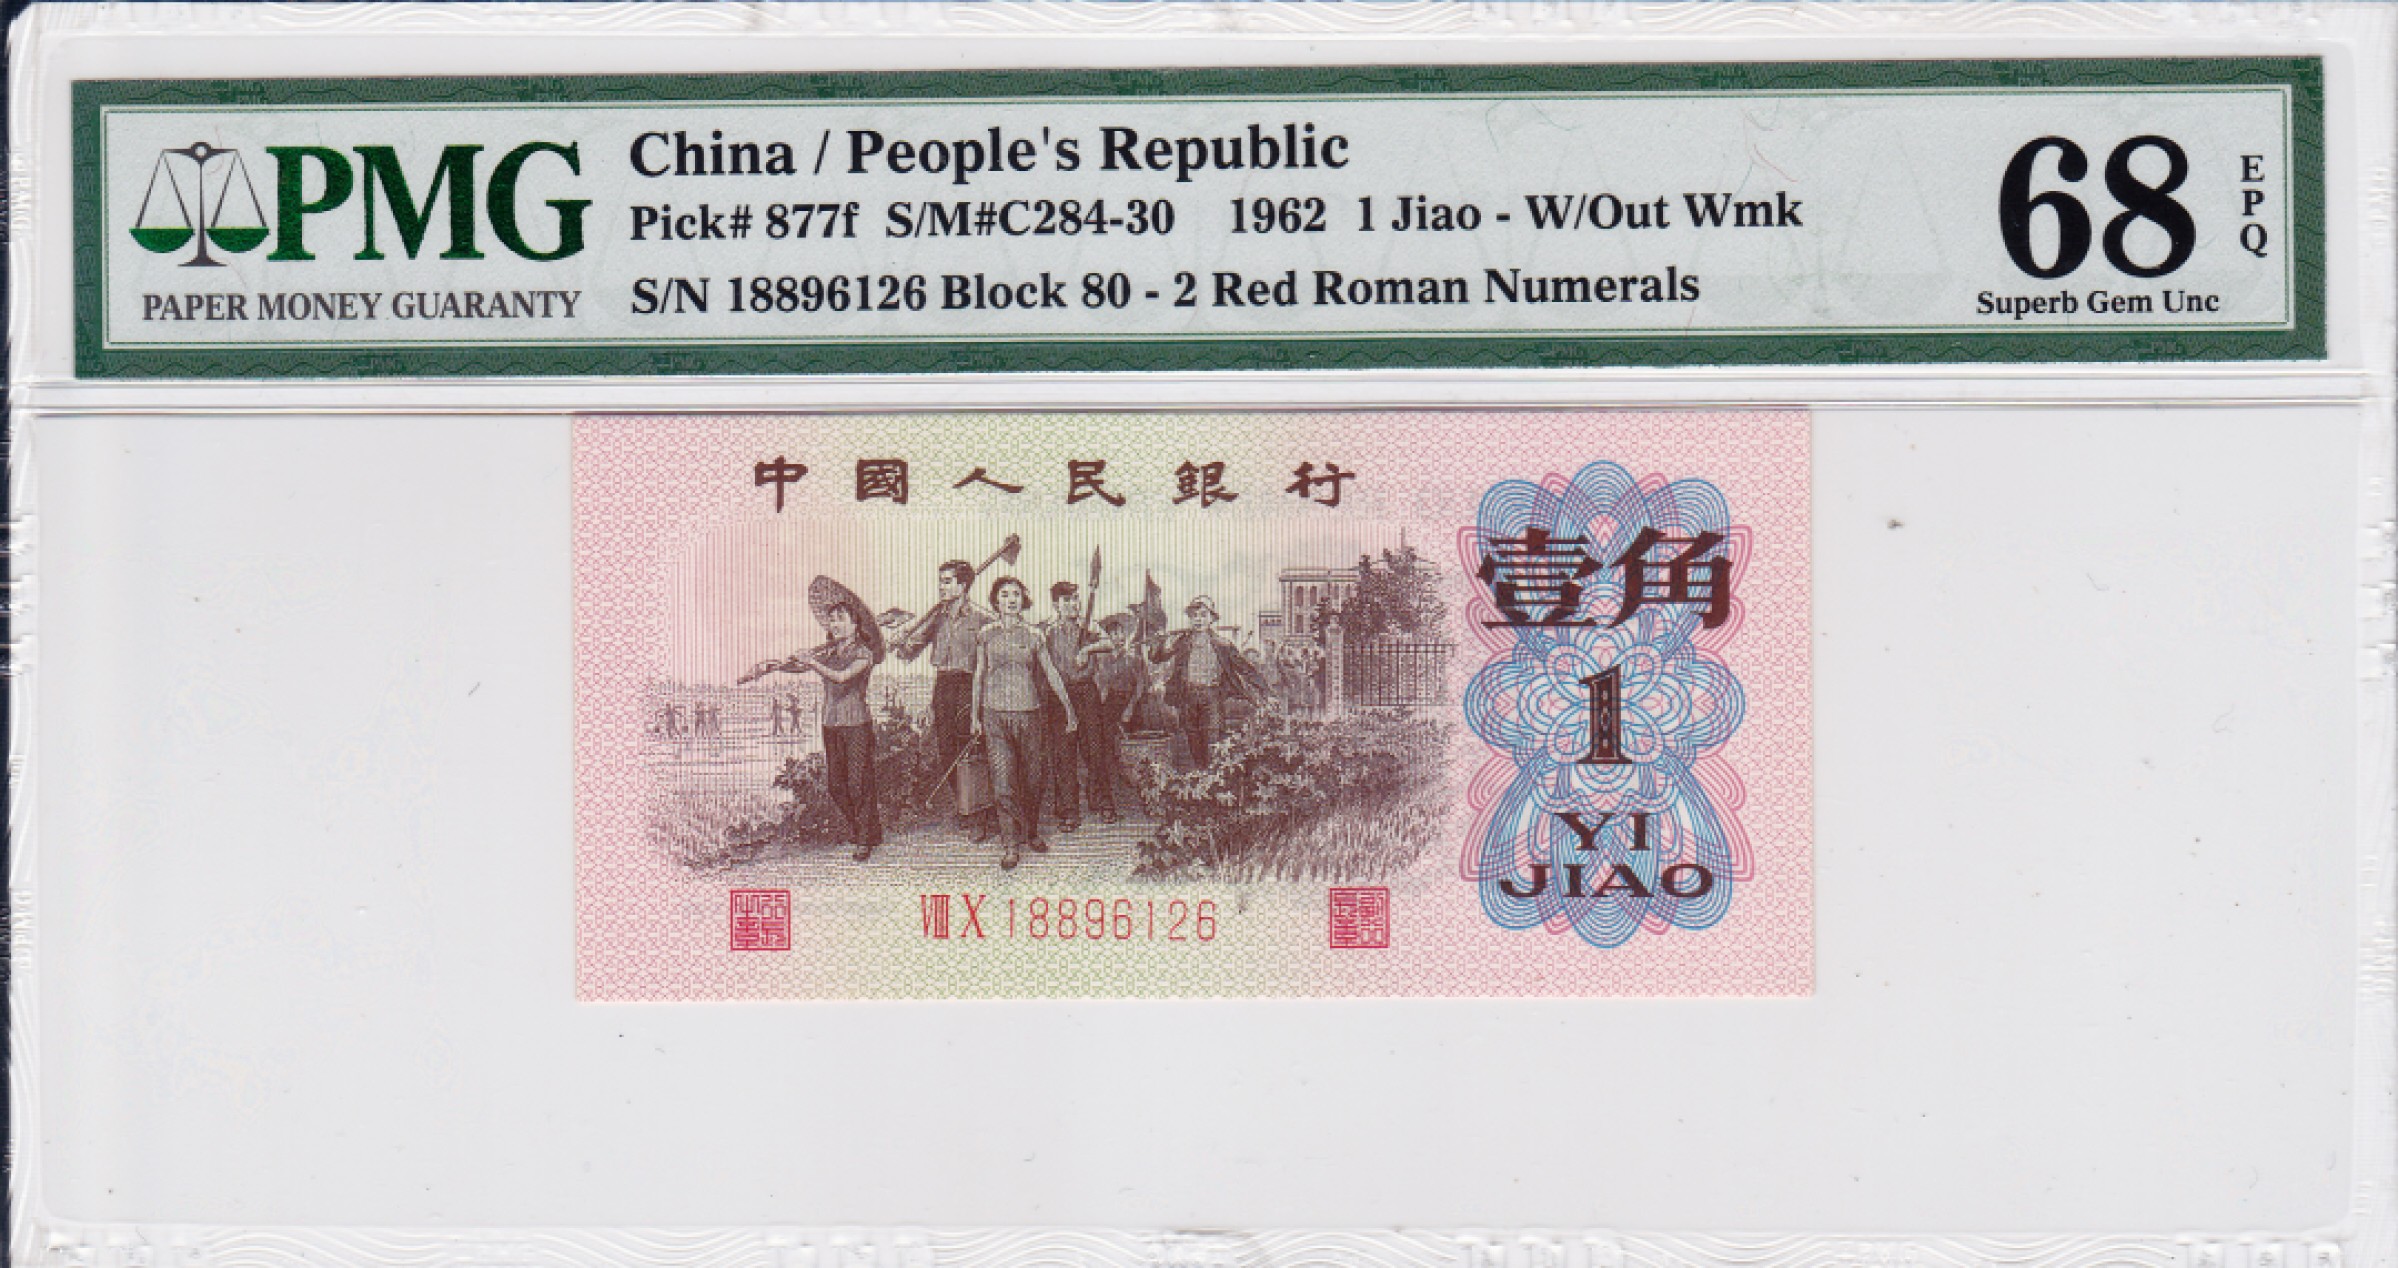 PMG
PAPER MONEY GUARANTY
China / People's Republic
Pick# 877f S/M#C284-30 1962 1 Jiao - W/Out Wmk
S/N 18896126 Block 80 - 2 Red Roman Numerals
68
EPQ
Superb Gem Unc
中國人民銀行
壹角
1
YI
JIAO
VIII X 18896126